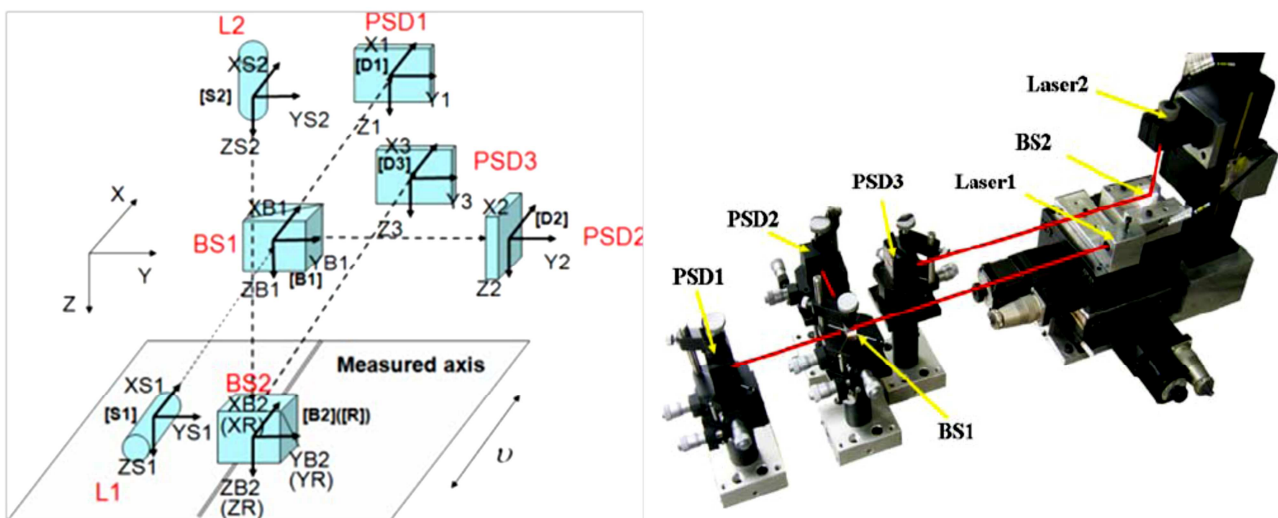 L2
PSD1
XS2
X1
[D1]
[S2]
YS2
Y1
ZS2
Z1
X3
[D3]
PSD3
Y3
X2
[D2]
XB1
Z3
BS1
PSD2
YB1
Y2
[B1]
ZB1
Z2
X
Y
Z
Measured axis
XS1
BS2
[S1]
XB2
[B2]([R])
(XR)
YS1
ZS1
YB2
(YR)
L1
ZB2
(ZR)
υ
Laser2
BS2
Laser1
PSD3
PSD2
PSD1
BS1